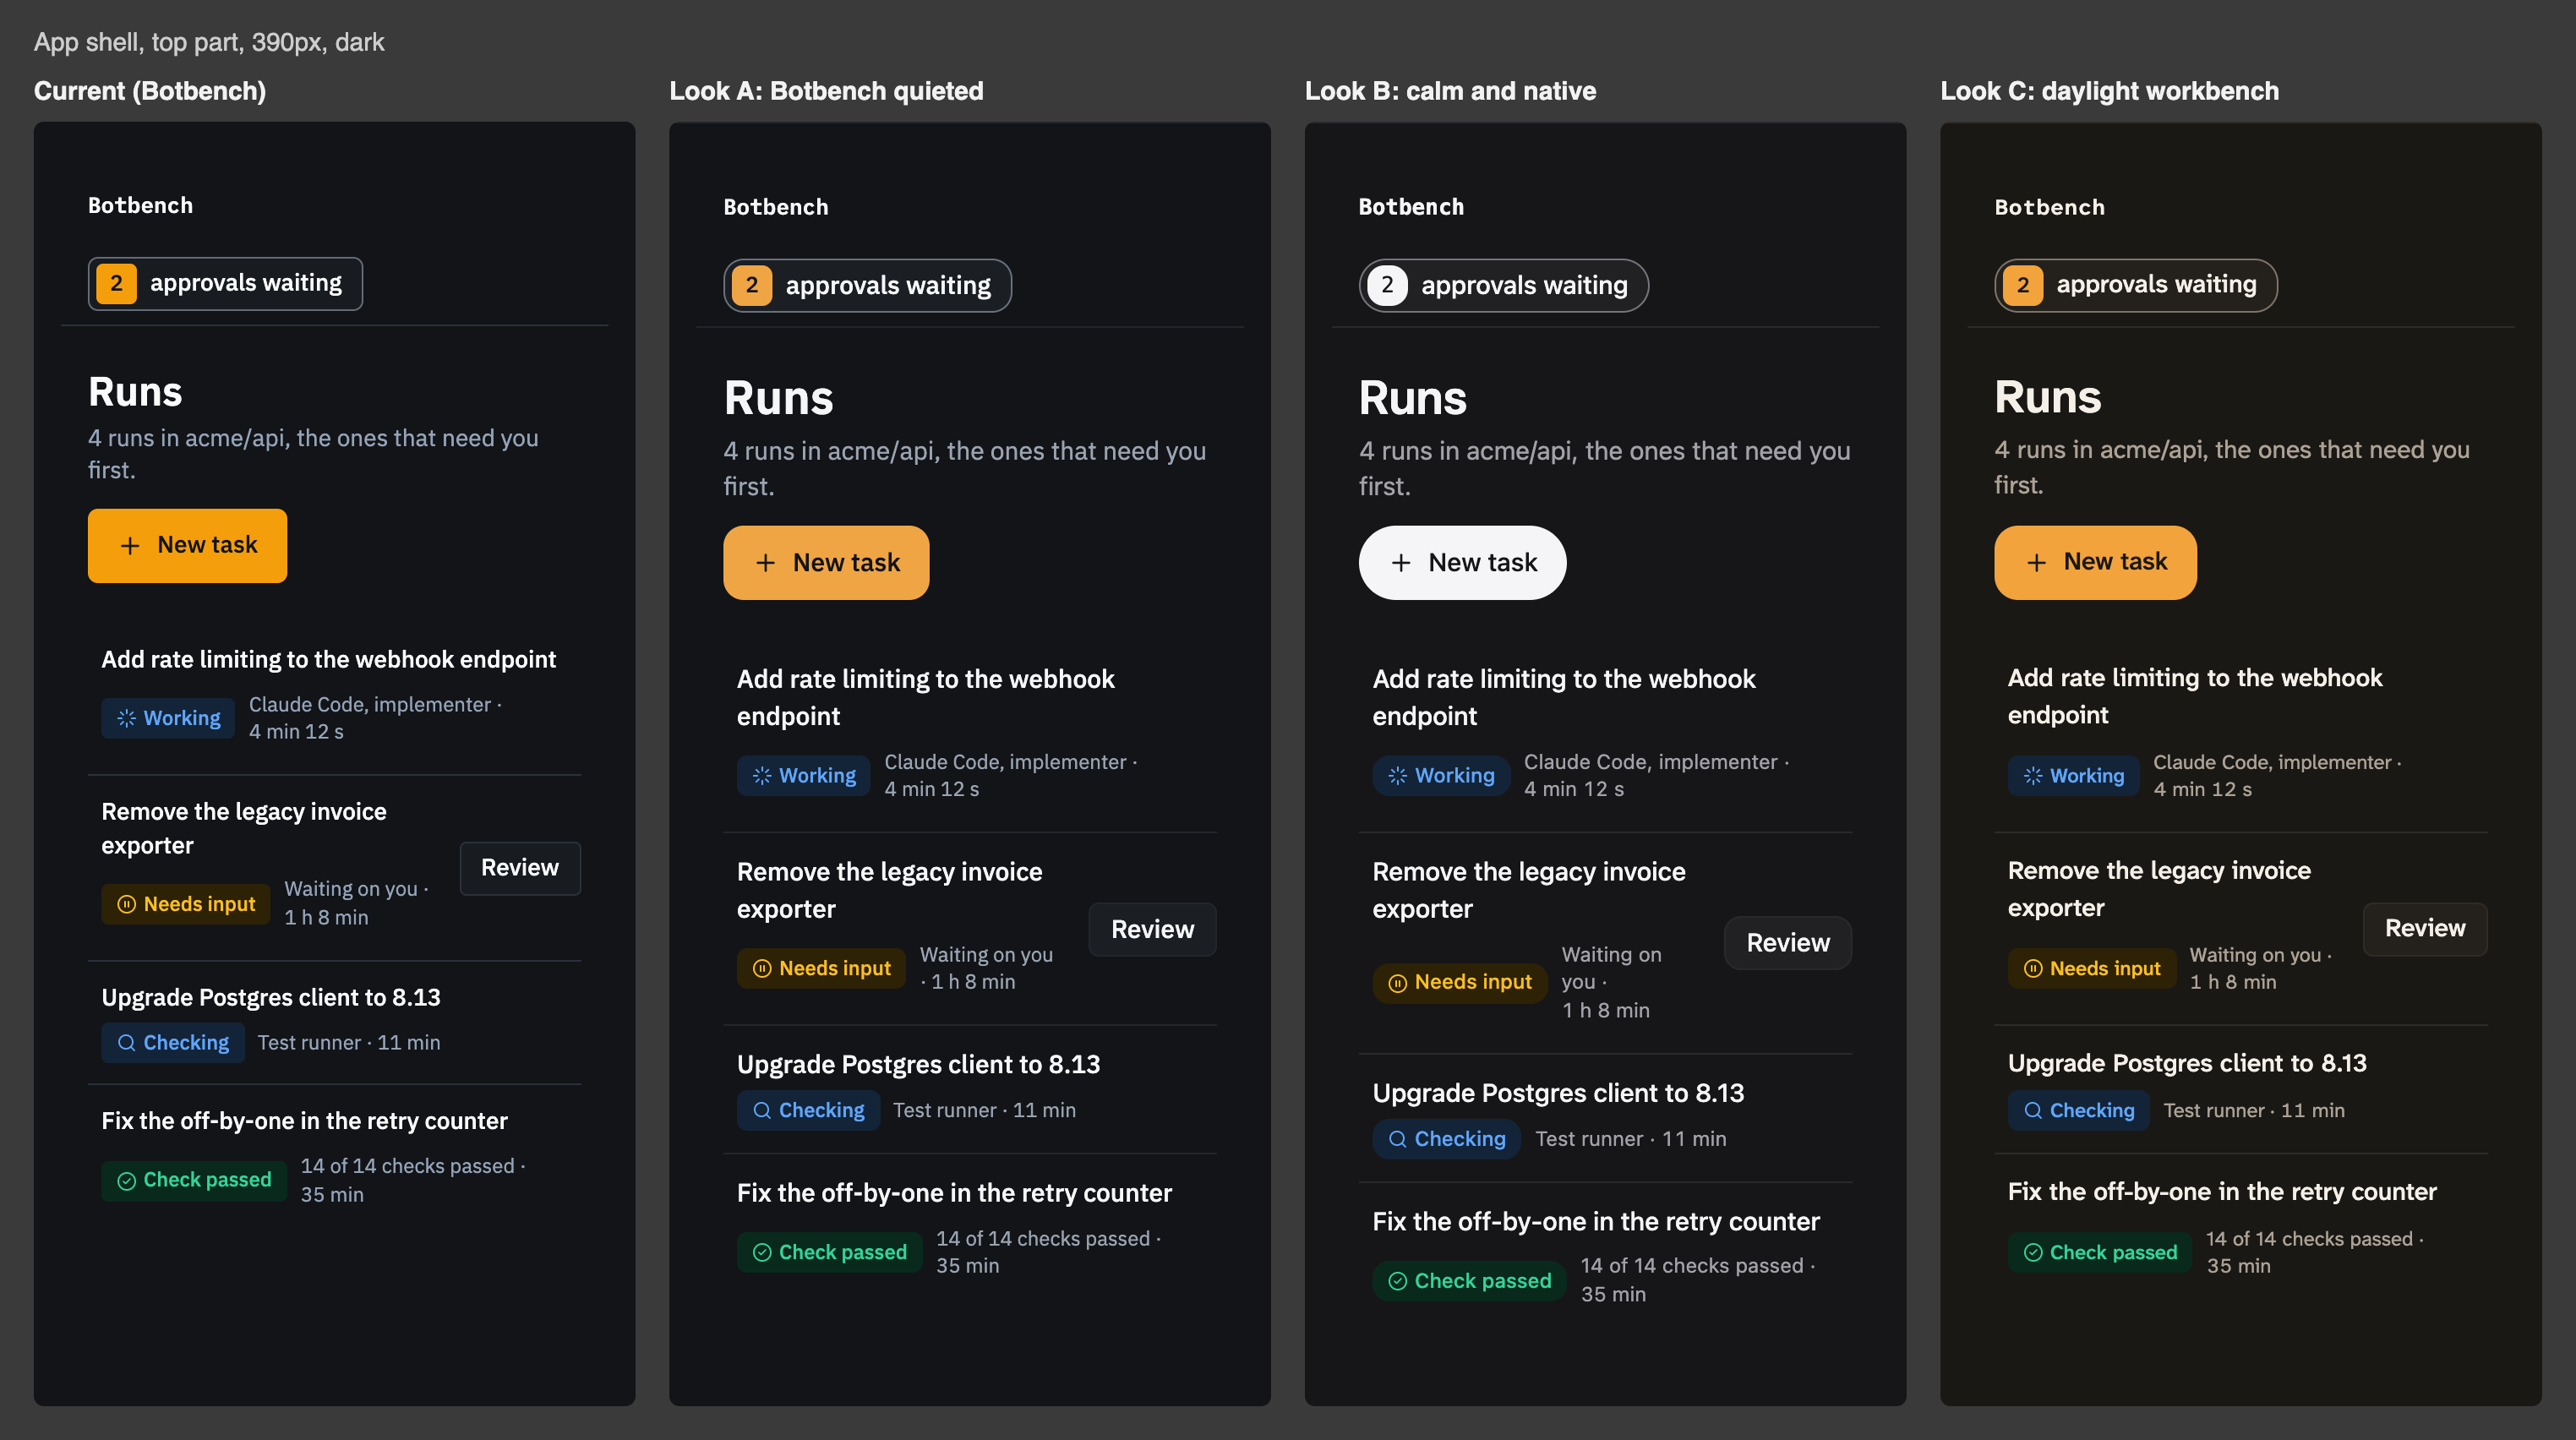 App shell, top part, 390px, dark
Current (Botbench)
Botbench
2 approvals waiting
Runs
4 runs in acme/api, the ones that need you
first.
+ New task
Add rate limiting to the webhook endpoint
Working
Claude Code, implementer ·
4 min 12 s
Remove the legacy invoice
exporter
Needs input
Waiting on you ·
1 h 8 min
Review
Upgrade Postgres client to 8.13
Checking
Test runner · 11 min
Fix the off-by-one in the retry counter
Check passed
14 of 14 checks passed ·
35 min
Look A: Botbench quieted
Botbench
2 approvals waiting
Runs
4 runs in acme/api, the ones that need you
first.
+ New task
Add rate limiting to the webhook
endpoint
Working
Claude Code, implementer ·
4 min 12 s
Remove the legacy invoice
exporter
Needs input
Waiting on you
· 1 h 8 min
Review
Upgrade Postgres client to 8.13
Checking
Test runner · 11 min
Fix the off-by-one in the retry counter
Check passed
14 of 14 checks passed ·
35 min
Look B: calm and native
Botbench
2 approvals waiting
Runs
4 runs in acme/api, the ones that need you
first.
+ New task
Add rate limiting to the webhook
endpoint
Working
Claude Code, implementer ·
4 min 12 s
Remove the legacy invoice
exporter
Needs input
Waiting on
you ·
1 h 8 min
Review
Upgrade Postgres client to 8.13
Checking
Test runner · 11 min
Fix the off-by-one in the retry counter
Check passed
14 of 14 checks passed ·
35 min
Look C: daylight workbench
Botbench
2 approvals waiting
Runs
4 runs in acme/api, the ones that need you
first.
+ New task
Add rate limiting to the webhook
endpoint
Working
Claude Code, implementer ·
4 min 12 s
Remove the legacy invoice
exporter
Needs input
Waiting on you ·
1 h 8 min
Review
Upgrade Postgres client to 8.13
Checking
Test runner · 11 min
Fix the off-by-one in the retry counter
Check passed
14 of 14 checks passed ·
35 min